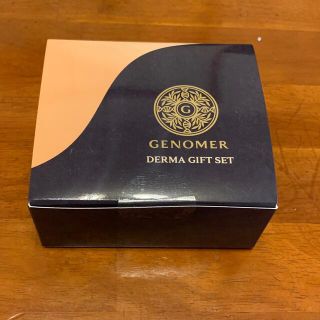 G
GENOMER
DERMA GIFT SET